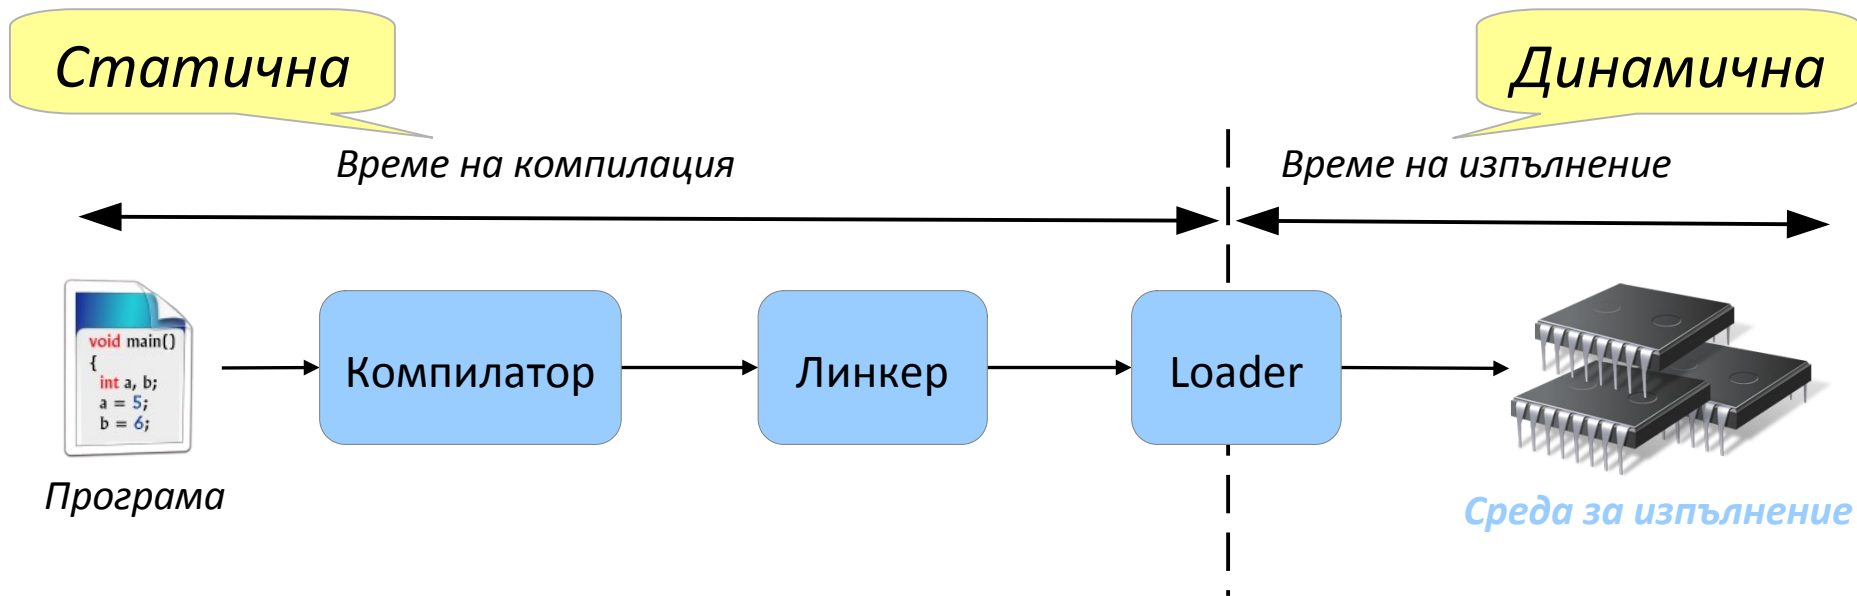 Статична
Динамична
Време на компилация
Време на изпълнение
void main()
{
int a, b;
a = 5;
b = 6;
Компилатор
Линкер
Loader
Програма
Среда за изпълнение